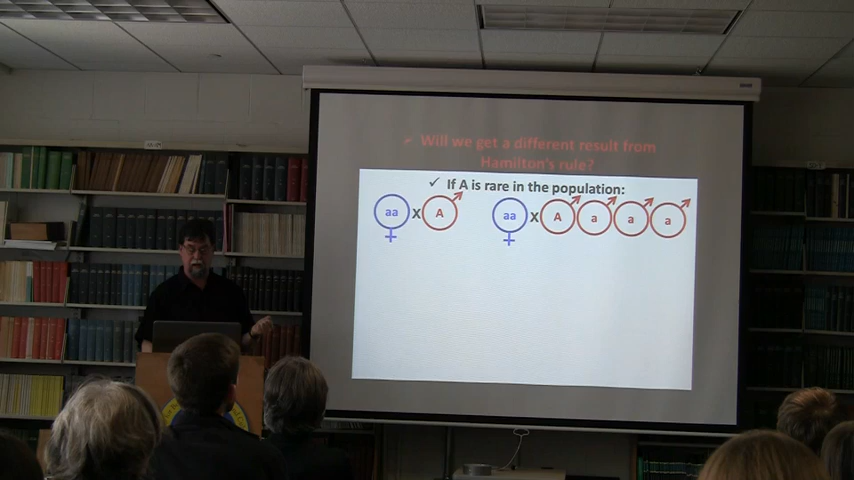 ✓ Will we get a different result from
Hamilton's rule?
✓ If A is rare in the population:
aa x A aa x A a a a